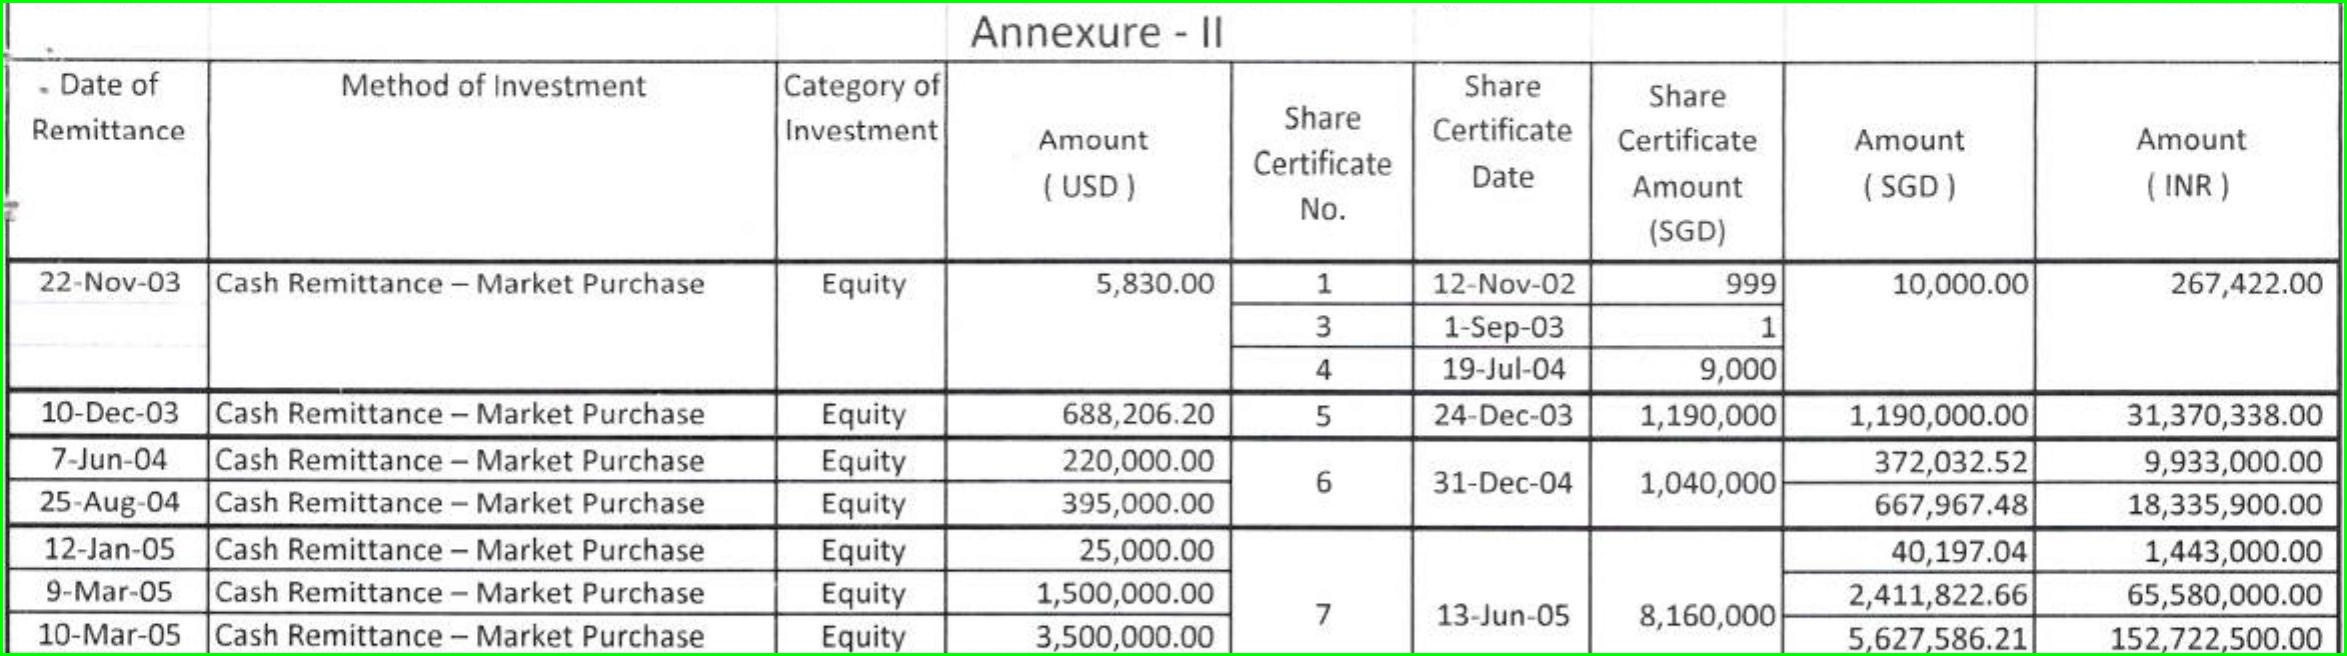 Annexure - II
Date of Remittance Method of Investment Category of Investment Amount ( USD ) Share Certificate No. Share Certificate Date Share Certificate Amount (SGD) Amount ( SGD ) Amount ( INR )
22-Nov-03 Cash Remittance – Market Purchase Equity 5,830.00 1 12-Nov-02 999 10,000.00 267,422.00
3 1-Sep-03 1
4 19-Jul-04 9,000
10-Dec-03 Cash Remittance – Market Purchase Equity 688,206.20 5 24-Dec-03 1,190,000 1,190,000.00 31,370,338.00
7-Jun-04 Cash Remittance – Market Purchase Equity 220,000.00 6 31-Dec-04 1,040,000 372,032.52 9,933,000.00
25-Aug-04 Cash Remittance – Market Purchase Equity 395,000.00 667,967.48 18,335,900.00
12-Jan-05 Cash Remittance – Market Purchase Equity 25,000.00 7 13-Jun-05 8,160,000 40,197.04 1,443,000.00
9-Mar-05 Cash Remittance – Market Purchase Equity 1,500,000.00 2,411,822.66 65,580,000.00
10-Mar-05 Cash Remittance – Market Purchase Equity 3,500,000.00 5,627,586.21 152,722,500.00